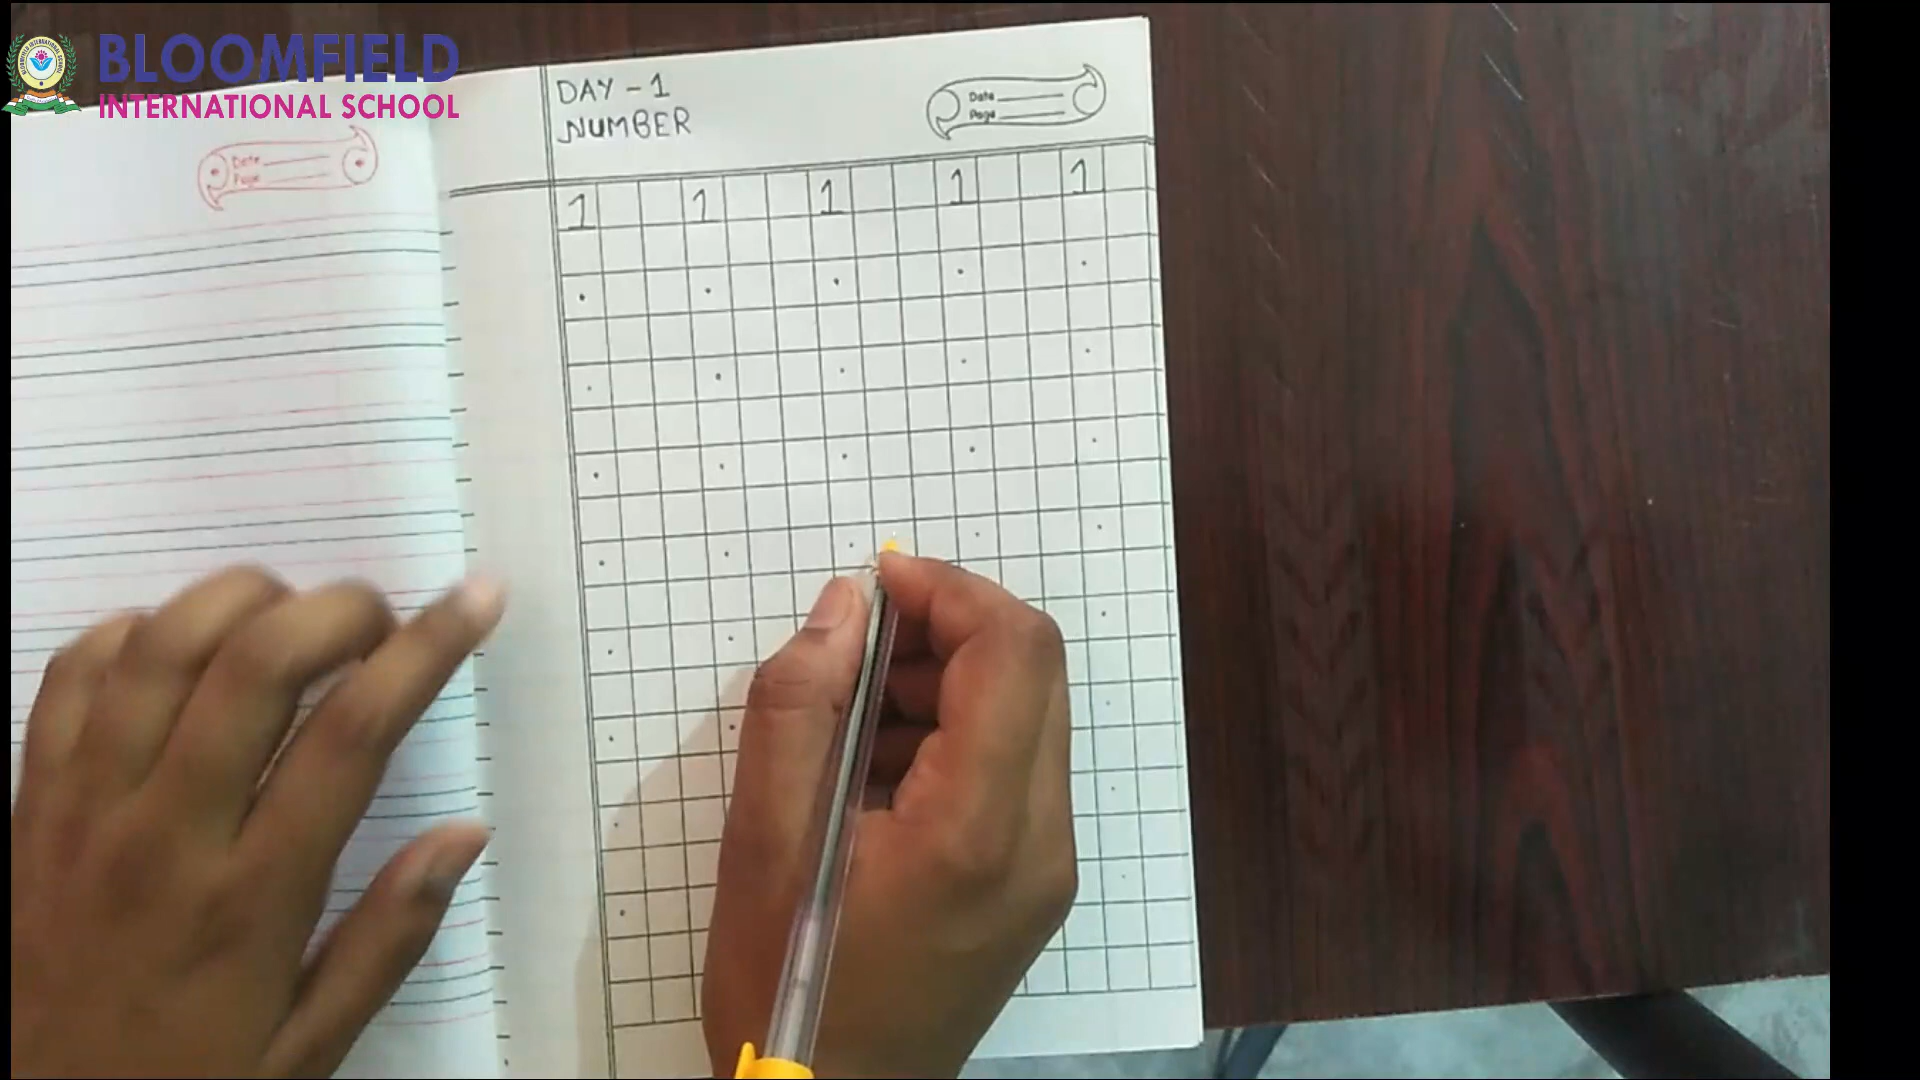 BLOOMFIELD
INTERNATIONAL SCHOOL
DAY - 1
NUMBER
Date
Page
Date
Page
1 1 1 1 1